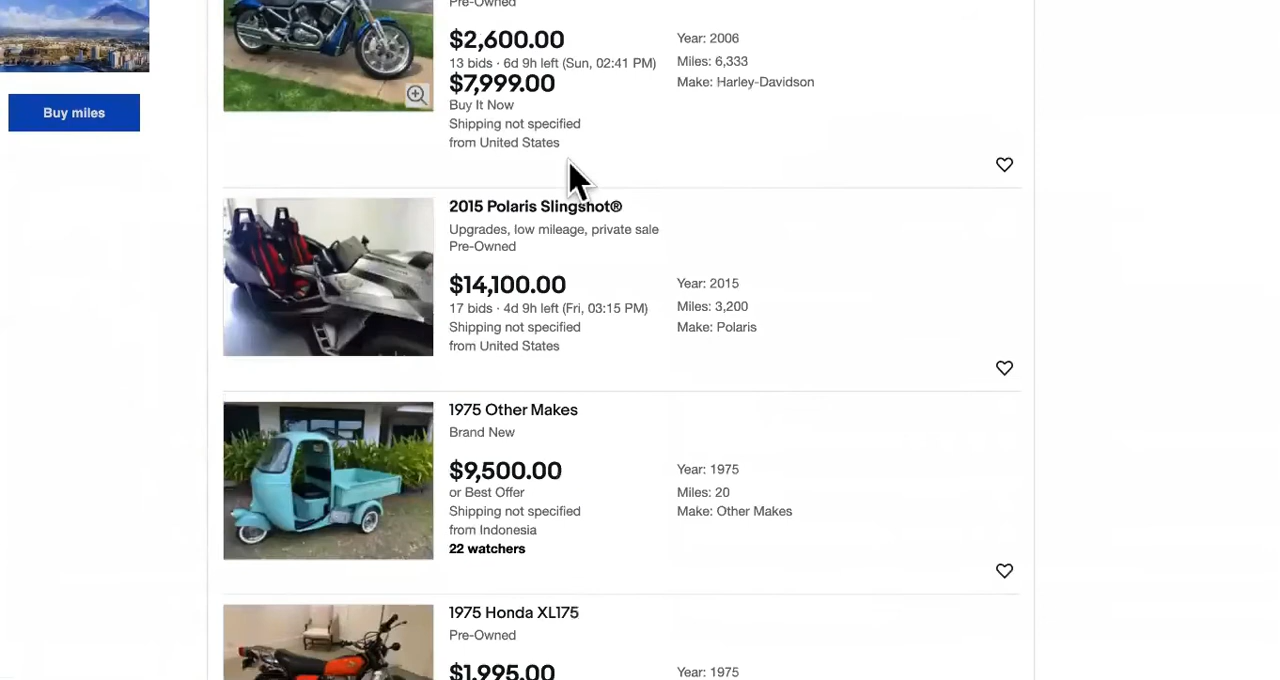 Pre-Owned
$2,600.00
13 bids · 6d 9h left (Sun, 02:41 PM)
$7,999.00
Buy It Now
Shipping not specified
from United States
Year: 2006
Miles: 6,333
Make: Harley-Davidson
Buy miles
2015 Polaris Slingshot®
Upgrades, low mileage, private sale
Pre-Owned
$14,100.00
17 bids · 4d 9h left (Fri, 03:15 PM)
Shipping not specified
from United States
Year: 2015
Miles: 3,200
Make: Polaris
1975 Other Makes
Brand New
$9,500.00
or Best Offer
Shipping not specified
from Indonesia
22 watchers
Year: 1975
Miles: 20
Make: Other Makes
1975 Honda XL175
Pre-Owned
$1,995.00
Year: 1975